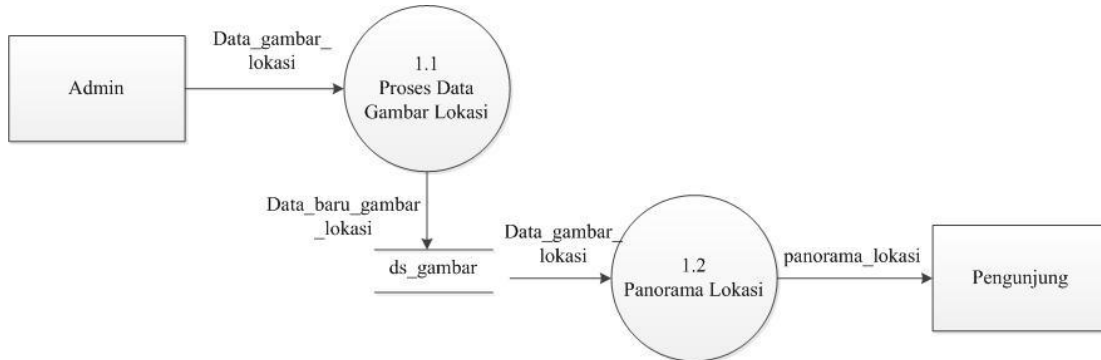 Data_gambar_
lokasi
Admin
1.1
Proses Data
Gambar Lokasi
Data_baru_gambar
_lokasi
ds_gambar
Data_gambar_
lokasi
1.2
Panorama Lokasi
panorama_lokasi
Pengunjung